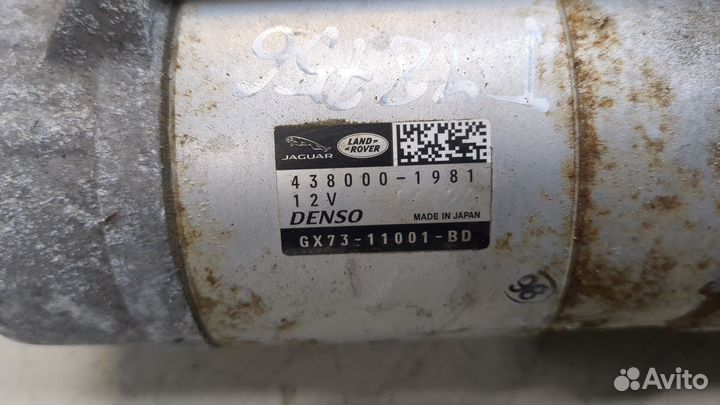 JAGUAR LAND-ROVER
438000-1981
12V
DENSO MADE IN JAPAN
GX73-11001-BD
Avito